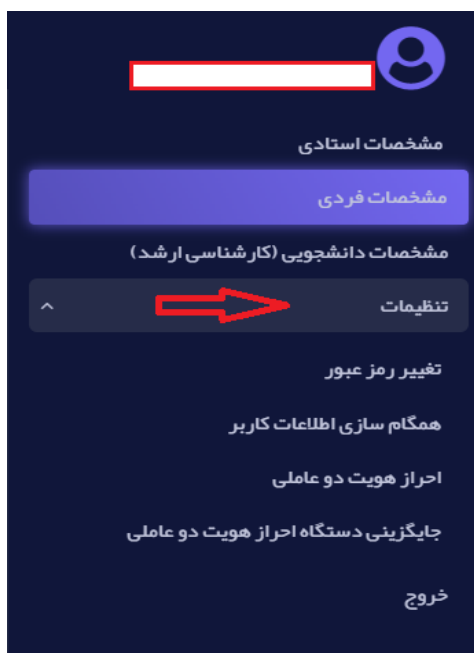 مشخصات استادی
مشخصات فردی
مشخصات دانشجویی (کارشناسی ارشد)
تنظیمات
تغییر رمز عبور
همگام سازی اطلاعات کاربر
احراز هویت دو عاملی
جایگزینی دستگاه احراز هویت دو عاملی
خروج